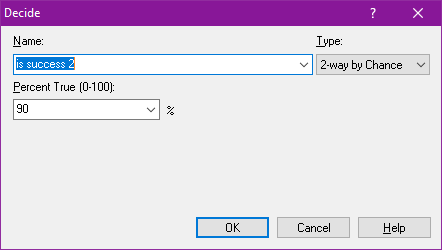 Decide ?
Name: Type:
is success 2 2-way by Chance
Percent True (0-100):
90 %
OK Cancel Help